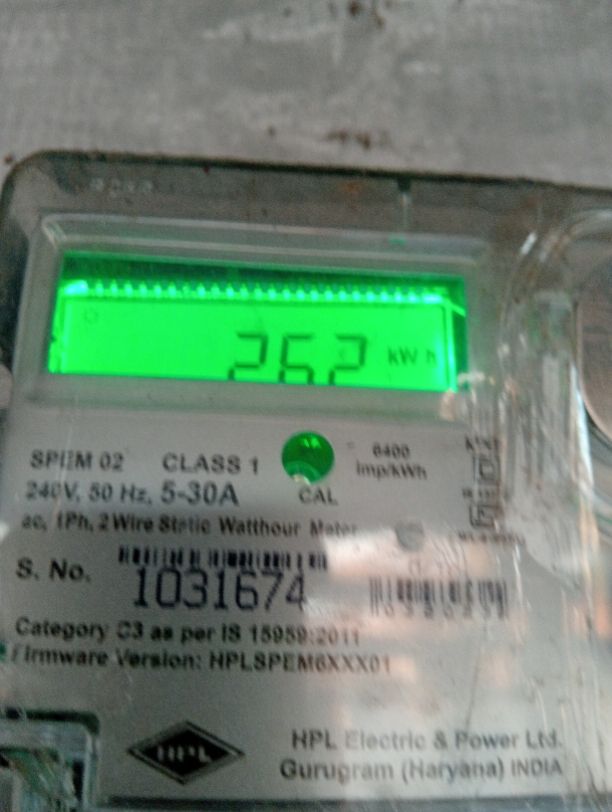 262 kWh
SPEM 02 CLASS 1
6400 imp/kWh
240V, 50 Hz, 5-30A CAL
ac, 1Ph, 2 Wire Static Watthour Meter
S. No. 1031674
Category C3 as per IS 15959:2011
Firmware Version: HPLSPEM6XXX01
HPL
HPL Electric & Power Ltd.
Gurugram (Haryana) INDIA